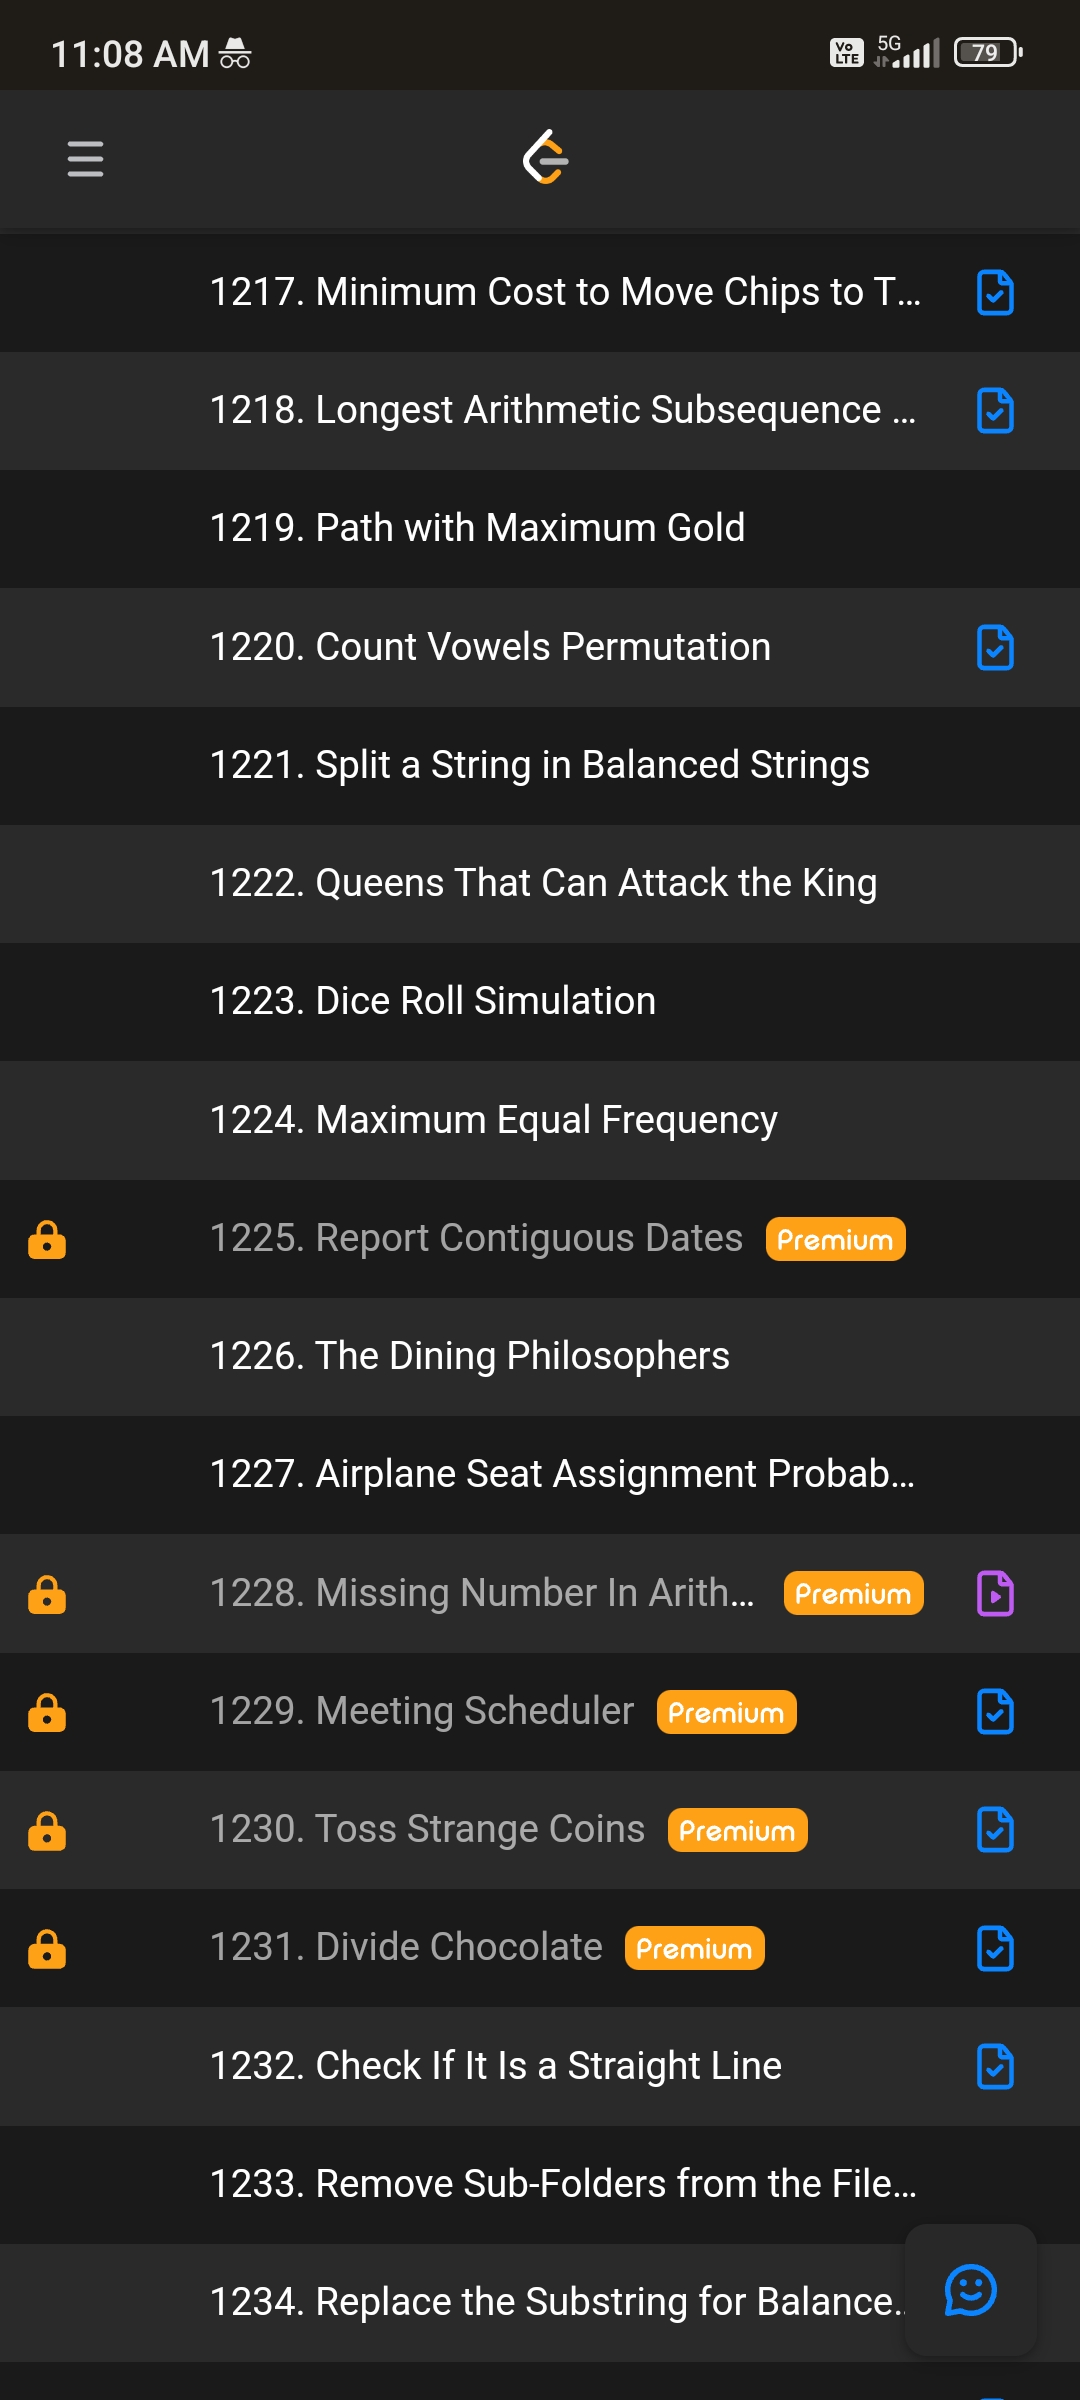 11:08 AM Vo LTE 5G 79
1217. Minimum Cost to Move Chips to T...
1218. Longest Arithmetic Subsequence ...
1219. Path with Maximum Gold
1220. Count Vowels Permutation
1221. Split a String in Balanced Strings
1222. Queens That Can Attack the King
1223. Dice Roll Simulation
1224. Maximum Equal Frequency
1225. Report Contiguous Dates Premium
1226. The Dining Philosophers
1227. Airplane Seat Assignment Probab...
1228. Missing Number In Arith... Premium
1229. Meeting Scheduler Premium
1230. Toss Strange Coins Premium
1231. Divide Chocolate Premium
1232. Check If It Is a Straight Line
1233. Remove Sub-Folders from the File...
1234. Replace the Substring for Balance..